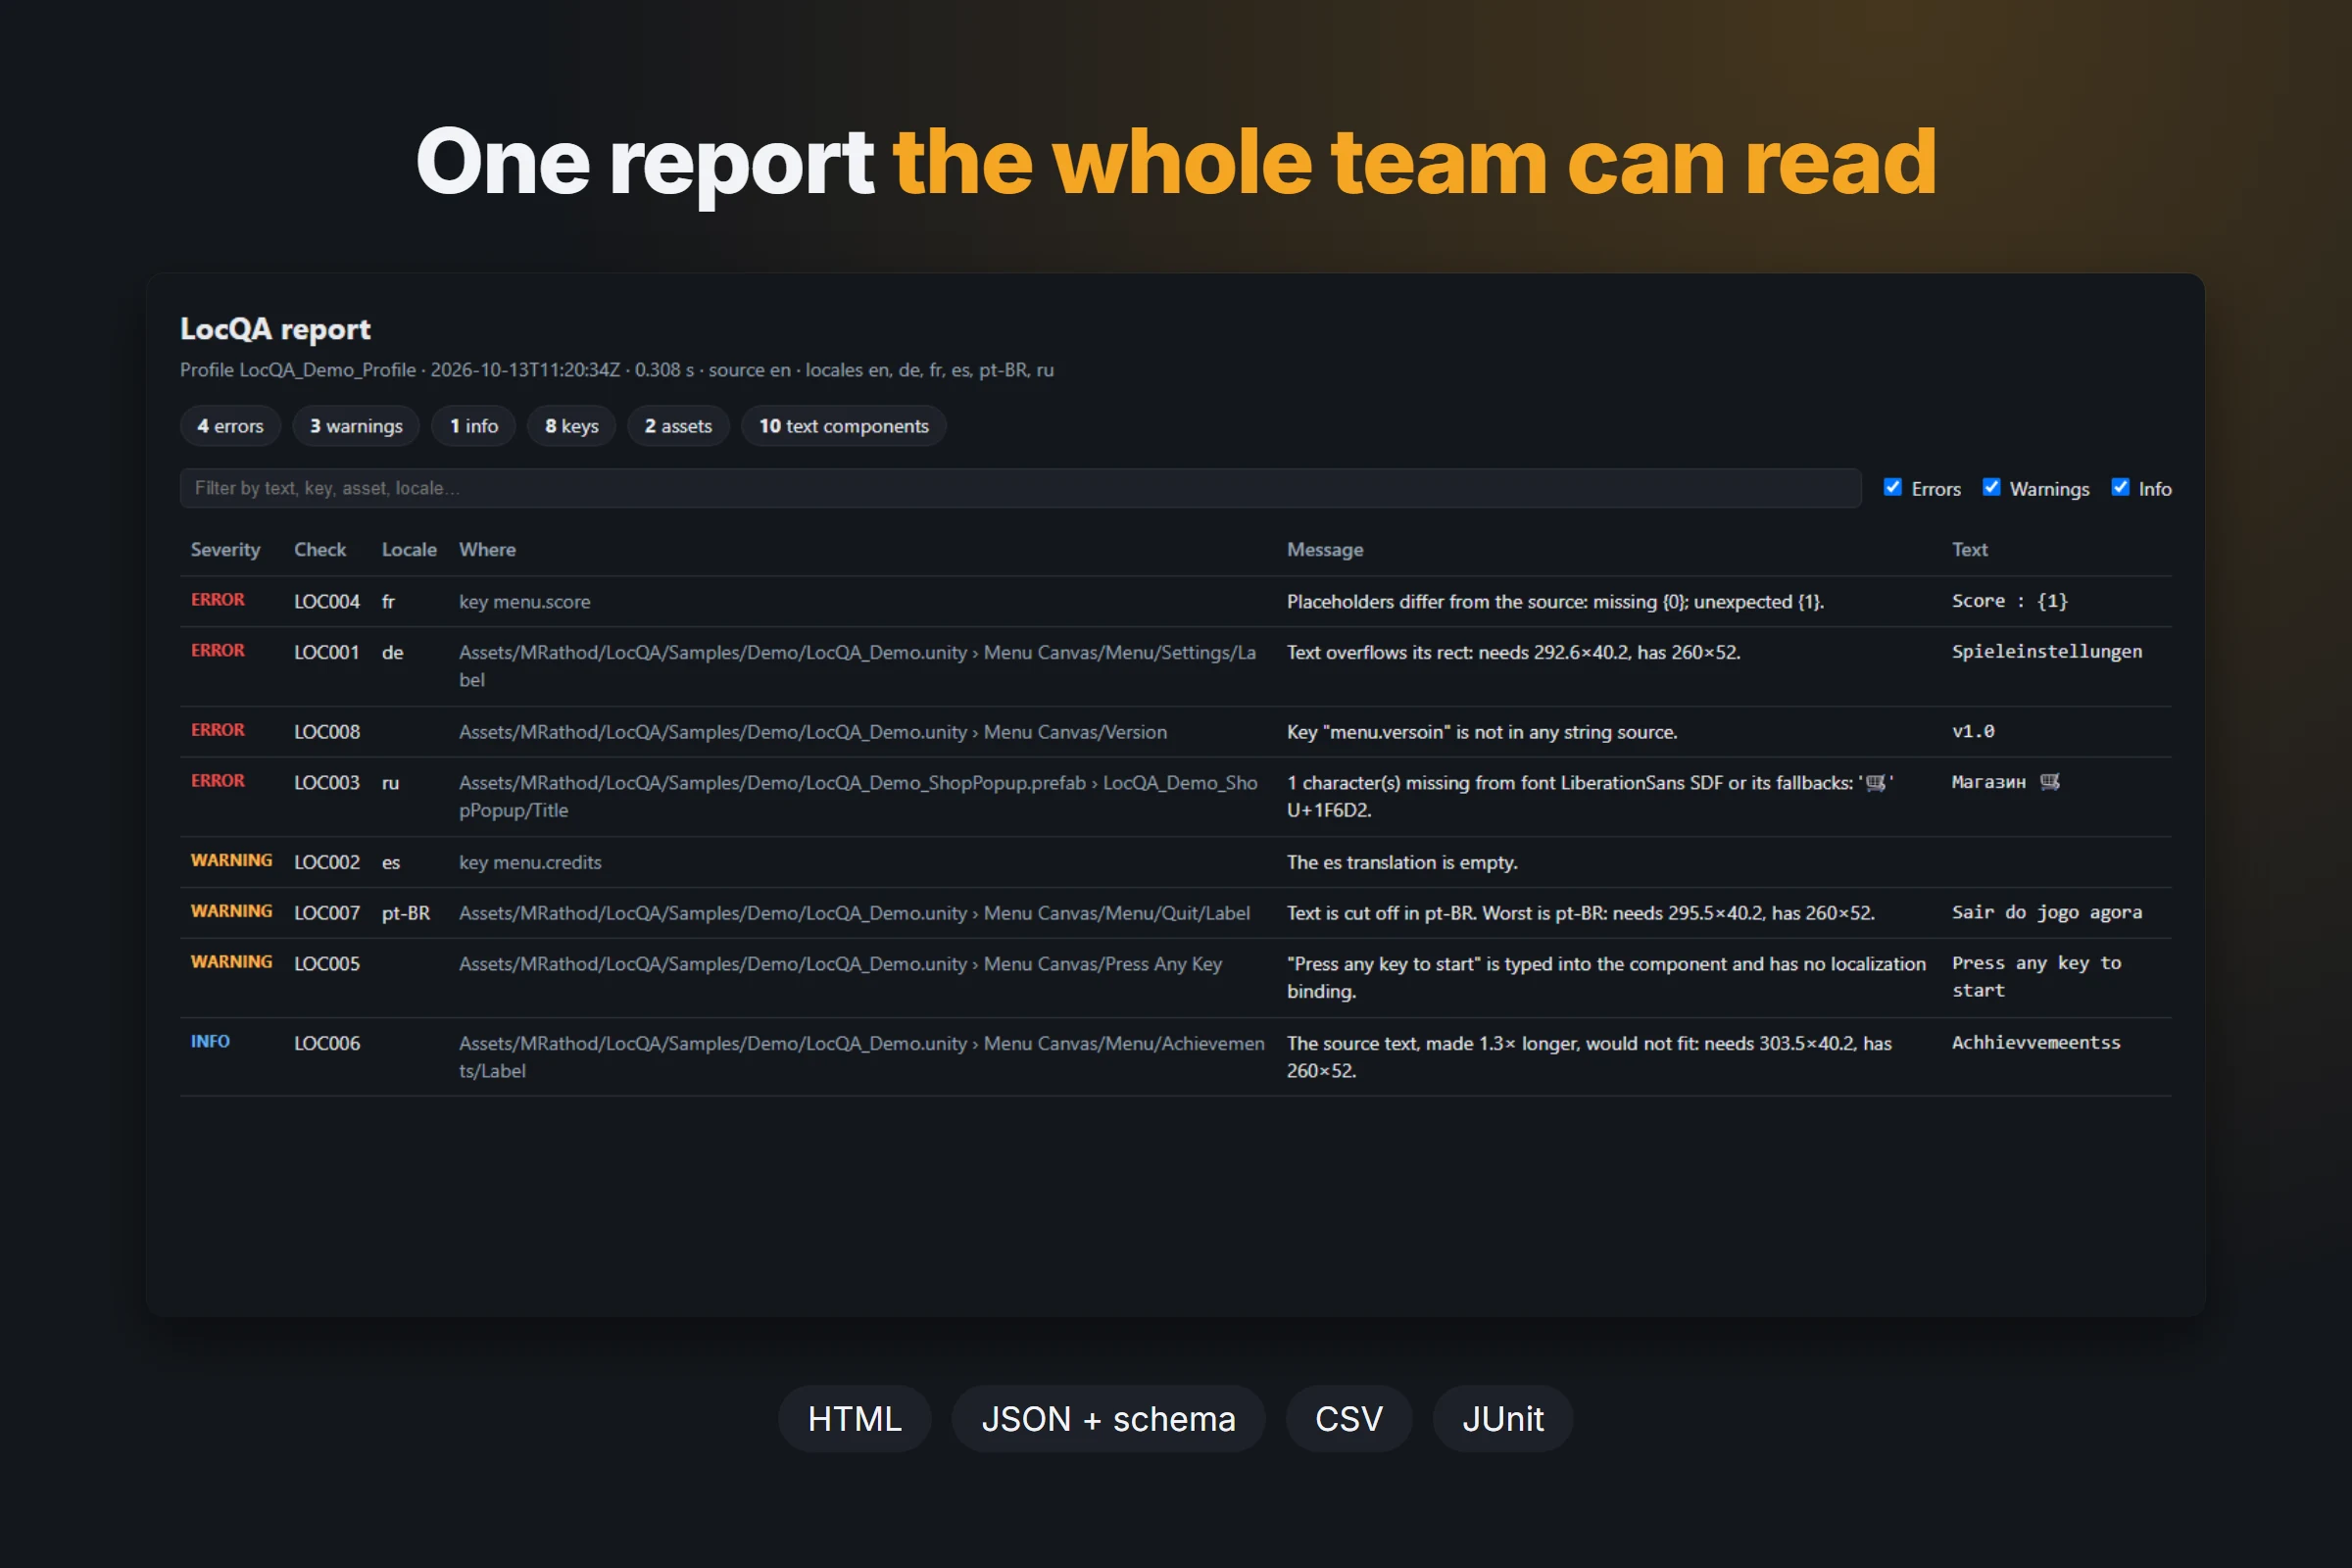 One report the whole team can read
LocQA report
Profile LocQA_Demo_Profile · 2026-10-13T11:20:34Z · 0.308 s · source en · locales en, de, fr, es, pt-BR, ru
4 errors 3 warnings 1 info 8 keys 2 assets 10 text components
Filter by text, key, asset, locale... Errors Warnings Info
Severity Check Locale Where Message Text
ERROR LOC004 fr key menu.score Placeholders differ from the source: missing {0}; unexpected {1}. Score : {1}
ERROR LOC001 de Assets/MRathod/LocQA/Samples/Demo/LocQA_Demo.unity › Menu Canvas/Menu/Settings/La Text overflows its rect: needs 292.6×40.2, has 260×52. Spieleinstellungen
bel
ERROR LOC008 Assets/MRathod/LocQA/Samples/Demo/LocQA_Demo.unity › Menu Canvas/Version Key "menu.versoin" is not in any string source. v1.0
ERROR LOC003 ru Assets/MRathod/LocQA/Samples/Demo/LocQA_Demo_ShopPopup.prefab › LocQA_Demo_Sho 1 character(s) missing from font LiberationSans SDF or its fallbacks: '🛒' Магазин 🛒
pPopup/Title U+1F6D2.
WARNING LOC002 es key menu.credits The es translation is empty.
WARNING LOC007 pt-BR Assets/MRathod/LocQA/Samples/Demo/LocQA_Demo.unity › Menu Canvas/Menu/Quit/Label Text is cut off in pt-BR. Worst is pt-BR: needs 295.5×40.2, has 260×52. Sair do jogo agora
WARNING LOC005 Assets/MRathod/LocQA/Samples/Demo/LocQA_Demo.unity › Menu Canvas/Press Any Key "Press any key to start" is typed into the component and has no localization Press any key to
binding. start
INFO LOC006 Assets/MRathod/LocQA/Samples/Demo/LocQA_Demo.unity › Menu Canvas/Menu/Achievemen The source text, made 1.3× longer, would not fit: needs 303.5×40.2, has Achhievvemeentss
ts/Label 260×52.
HTML JSON + schema CSV JUnit